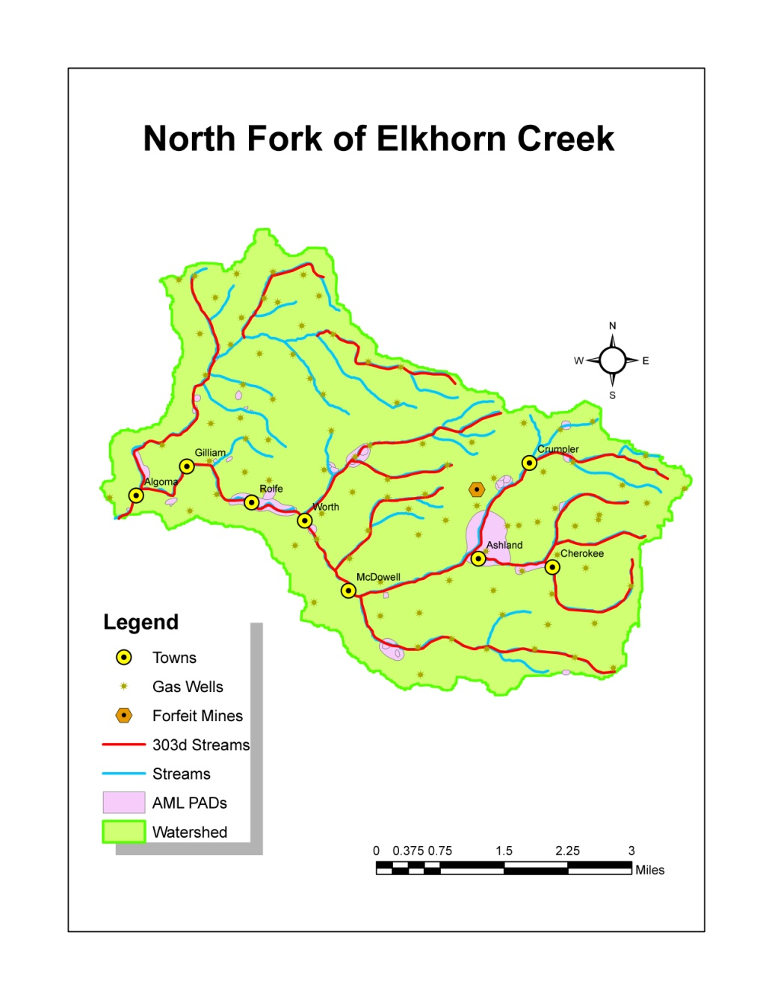 North Fork of Elkhorn Creek
N
W
E
S
Crumpler
Gilliam
Algoma
Rolfe
Worth
Ashland
Cherokee
McDowell
Legend
Towns
Gas Wells
Forfeit Mines
303d Streams
Streams
AML PADs
Watershed
0 0.375 0.75 1.5 2.25 3
Miles